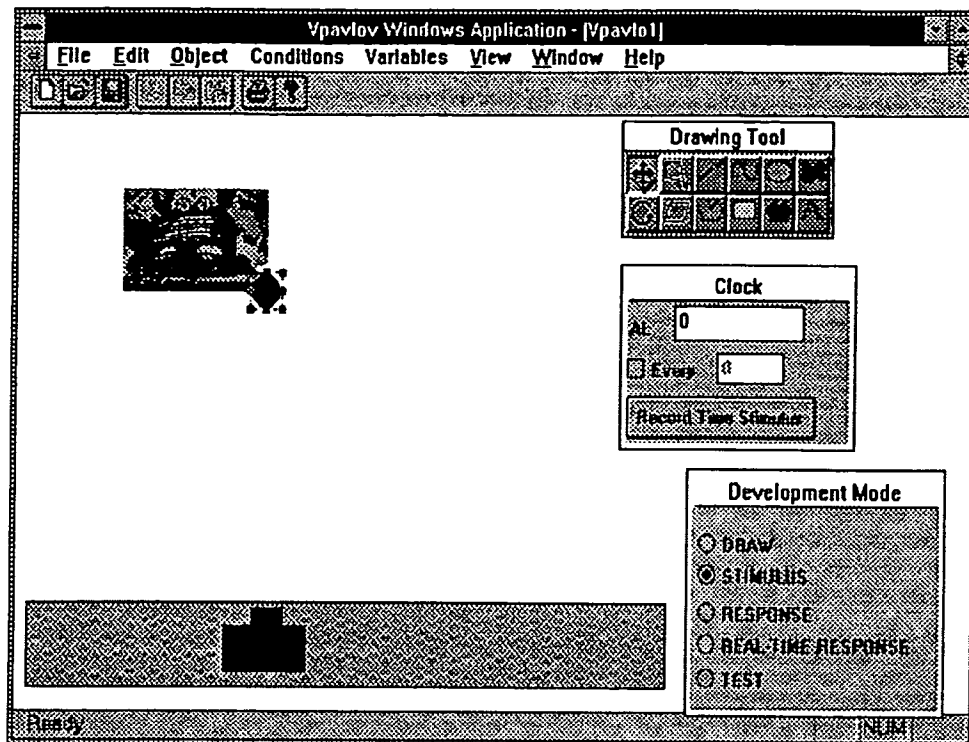 Vpavlov Windows Application - [Vpavlo1]
File Edit Object Conditions Variables View Window Help
Drawing Tool
Clock
At: 0
Every 0
Record Time Stimulus
Development Mode
DRAW
STIMULUS
RESPONSE
REAL-TIME RESPONSE
TEST
Ready NUM